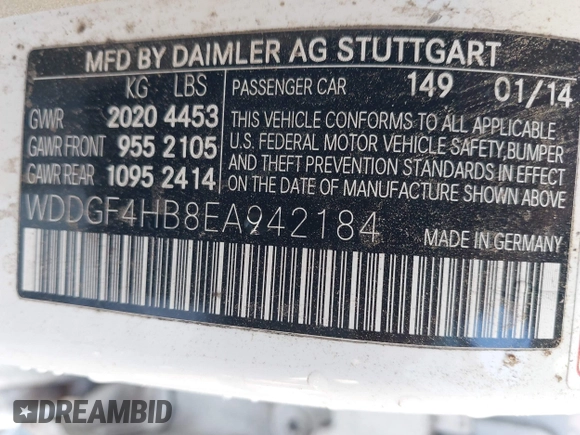 MFD BY DAIMLER AG STUTTGART
KG LBS PASSENGER CAR 149 01/14
GVWR 2020 4453 THIS VEHICLE CONFORMS TO ALL APPLICABLE
GAWR FRONT 955 2105 U.S. FEDERAL MOTOR VEHICLE SAFETY,BUMPER
GAWR REAR 1095 2414 AND THEFT PREVENTION STANDARDS IN EFFECT
ON THE DATE OF MANUFACTURE SHOWN ABOVE
WDDGF4HB8EA942184 MADE IN GERMANY
DREAMBID